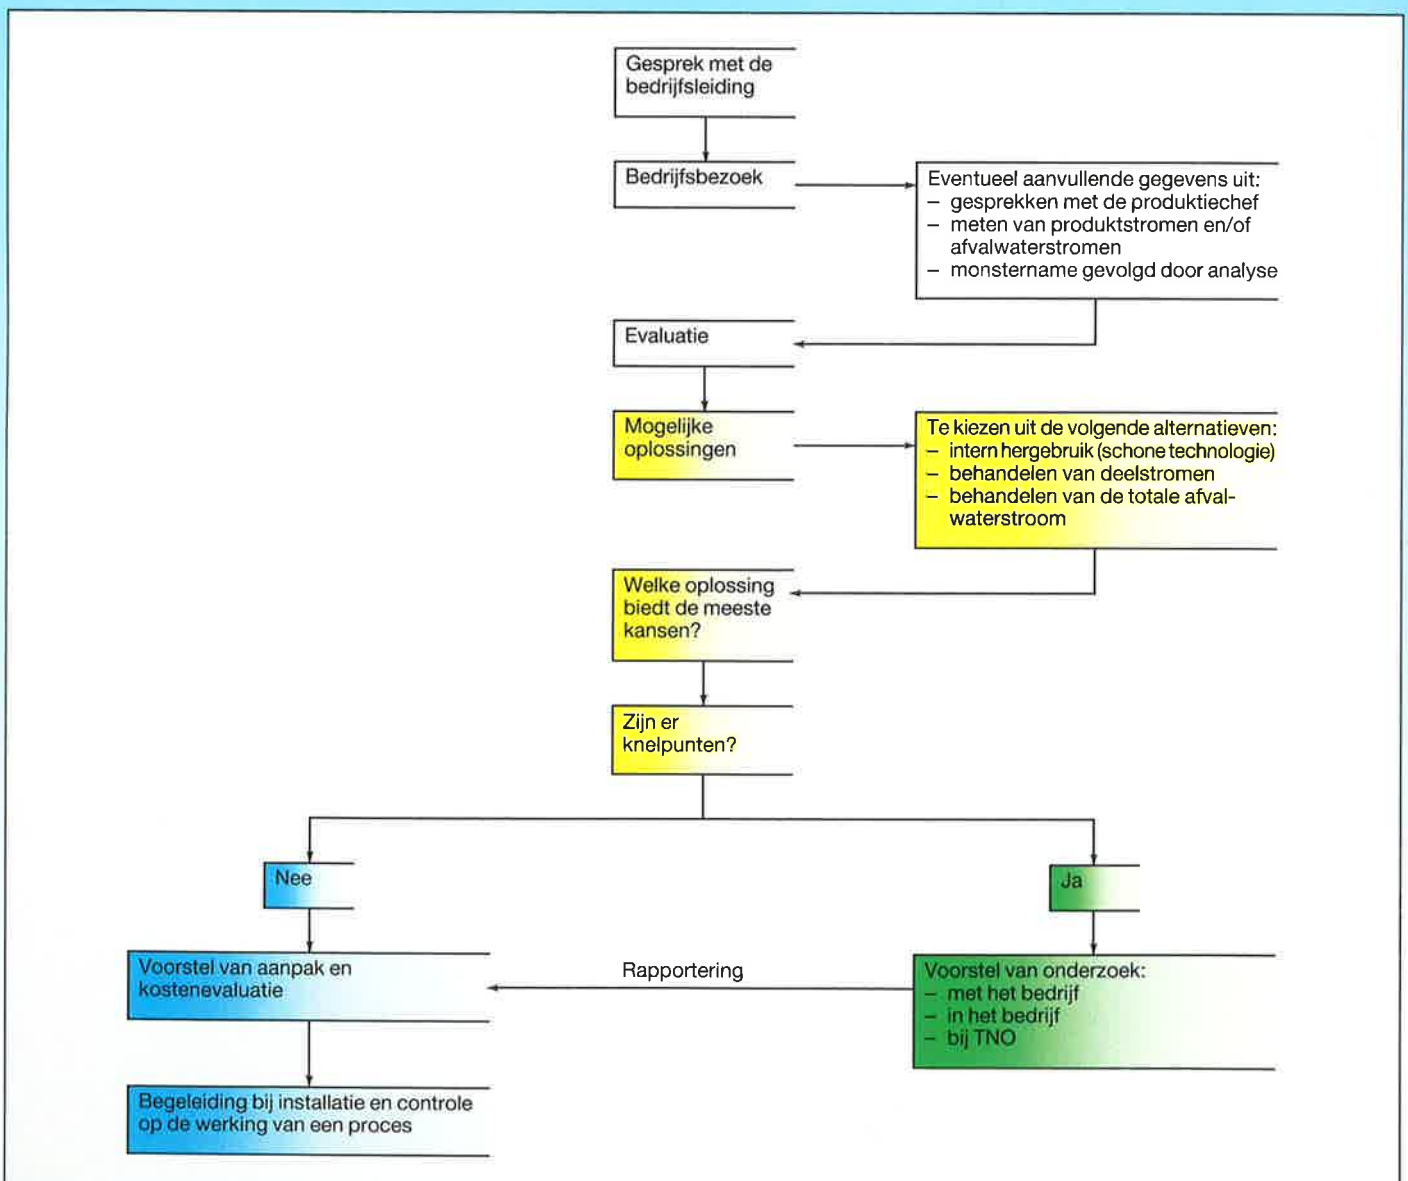 Gesprek met de
bedrijfsleiding
Bedrijfsbezoek
Eventueel aanvullende gegevens uit:
– gesprekken met de produktiechef
– meten van produktstromen en/of
afvalwaterstromen
– monstername gevolgd door analyse
Evaluatie
Mogelijke
oplossingen
Te kiezen uit de volgende alternatieven:
– intern hergebruik (schone technologie)
– behandelen van deelstromen
– behandelen van de totale afval-
waterstroom
Welke oplossing
biedt de meeste
kansen?
Zijn er
knelpunten?
Nee
Ja
Voorstel van aanpak en
kostenevaluatie
Rapportering
Voorstel van onderzoek:
– met het bedrijf
– in het bedrijf
– bij TNO
Begeleiding bij installatie en controle
op de werking van een proces